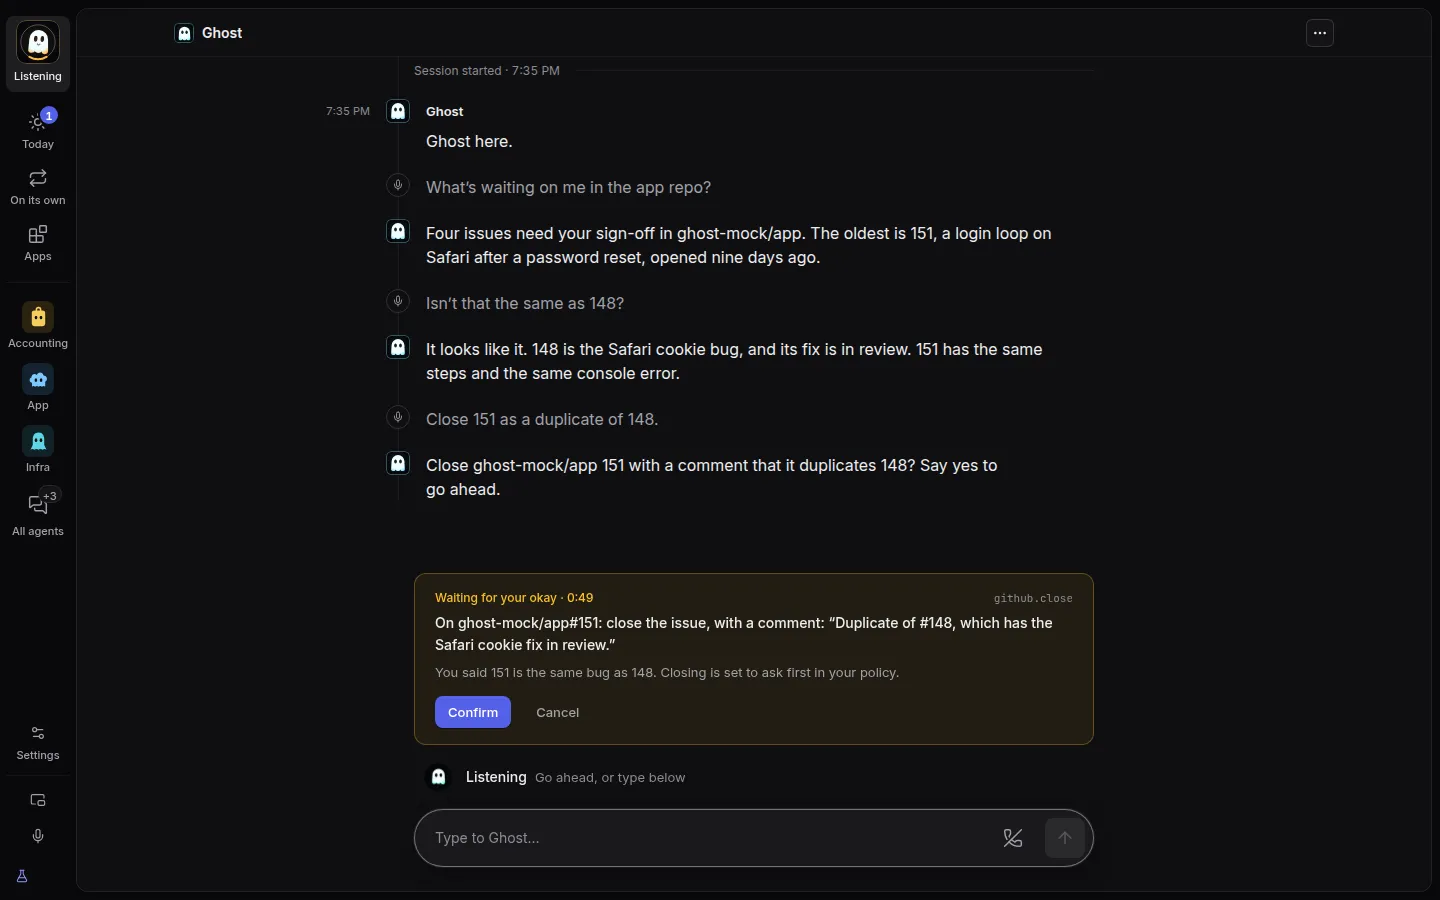 Ghost
Listening
1
Today
On its own
Apps
Accounting
App
Infra
+3
All agents
Settings
Session started · 7:35 PM
7:35 PM
Ghost
Ghost here.
What’s waiting on me in the app repo?
Four issues need your sign-off in ghost-mock/app. The oldest is 151, a login loop on
Safari after a password reset, opened nine days ago.
Isn’t that the same as 148?
It looks like it. 148 is the Safari cookie bug, and its fix is in review. 151 has the same
steps and the same console error.
Close 151 as a duplicate of 148.
Close ghost-mock/app 151 with a comment that it duplicates 148? Say yes to
go ahead.
Waiting for your okay · 0:49
github.close
On ghost-mock/app#151: close the issue, with a comment: “Duplicate of #148, which has the
Safari cookie fix in review.”
You said 151 is the same bug as 148. Closing is set to ask first in your policy.
Confirm
Cancel
Listening Go ahead, or type below
Type to Ghost...